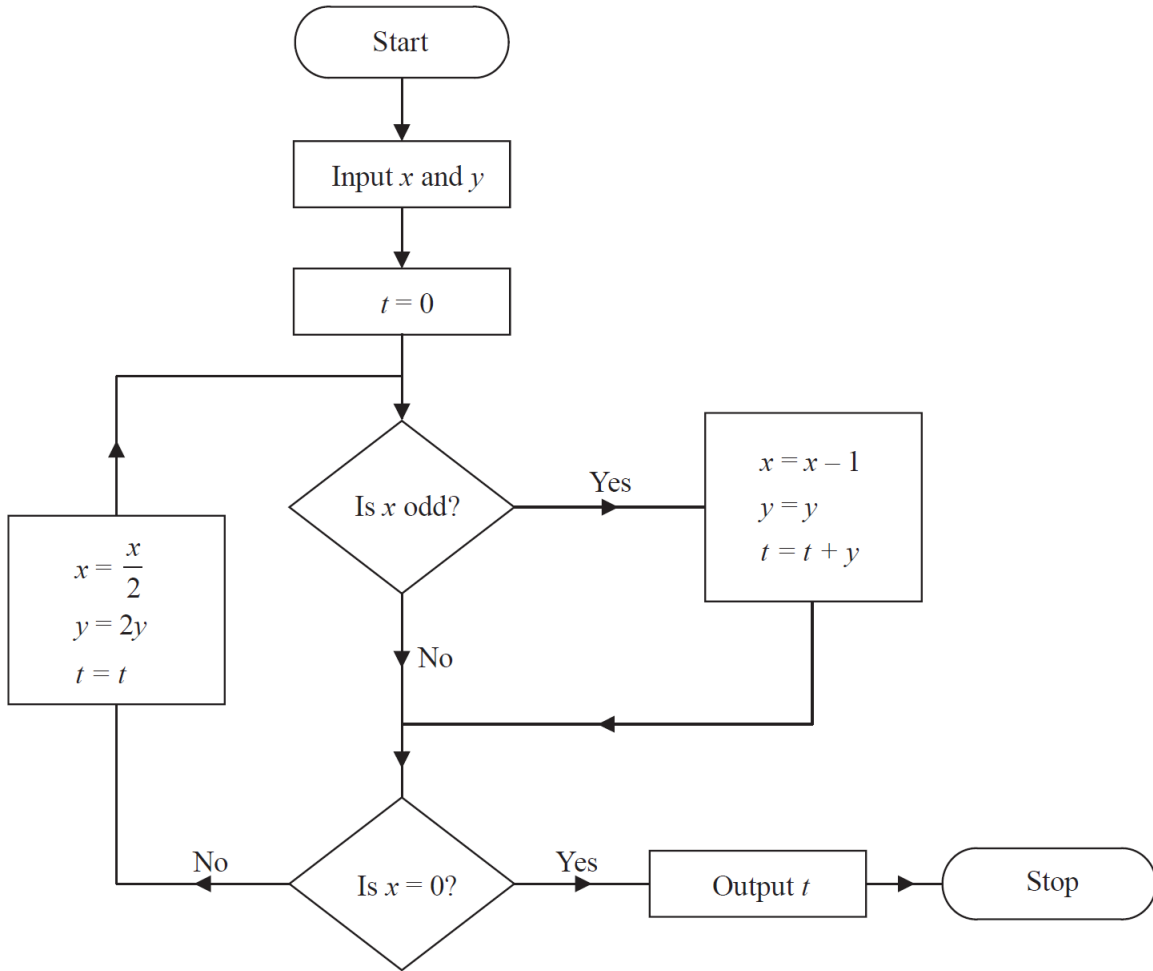 Start
Input x and y
t = 0
Is x odd?
Yes
x = x – 1
y = y
t = t + y
x = x/2
y = 2y
t = t
No
Is x = 0?
No
Yes
Output t
Stop